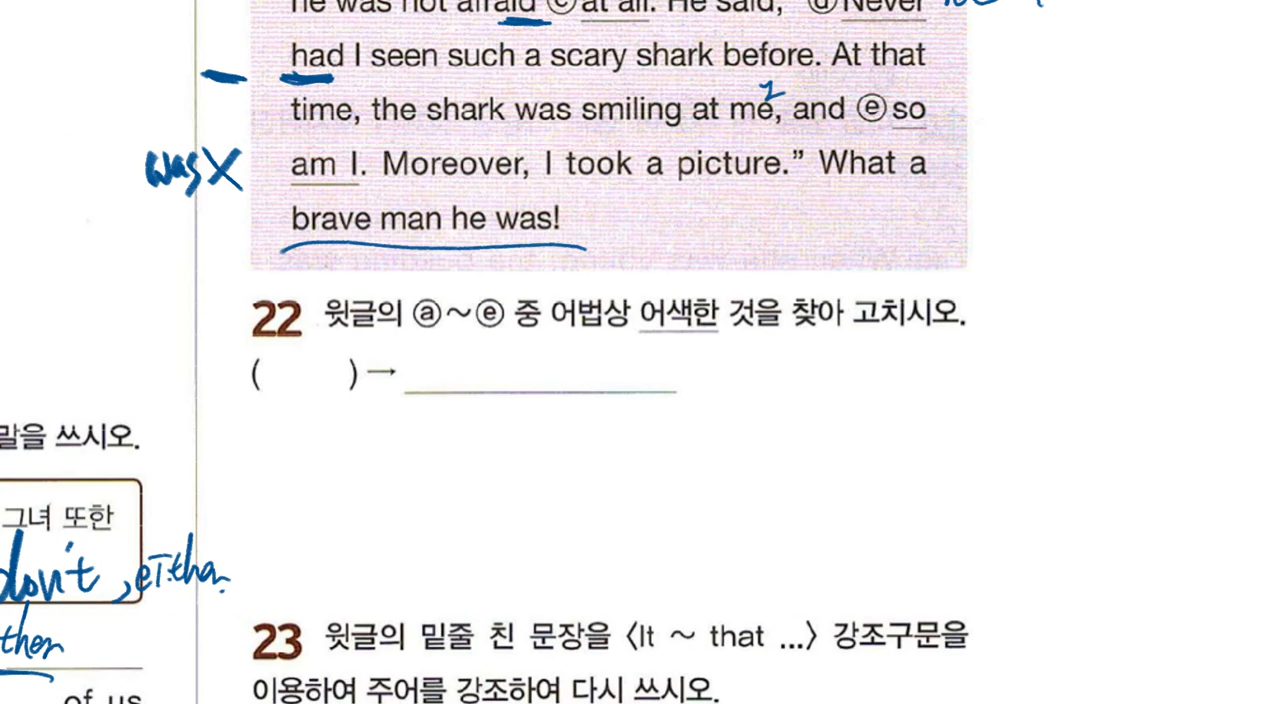 he was not afraid ⓒat all. He said, "ⓓNever
had I seen such a scary shark before. At that
time, the shark was smiling at me, and ⓔso
was X
am I. Moreover, I took a picture." What a
brave man he was!
22 윗글의 ⓐ～ⓔ 중 어법상 어색한 것을 찾아 고치시오.
( )→
말을 쓰시오.
그녀 또한
don't, either.
23 윗글의 밑줄 친 문장을 〈It ~ that ...〉 강조구문을
이용하여 주어를 강조하여 다시 쓰시오.
of us